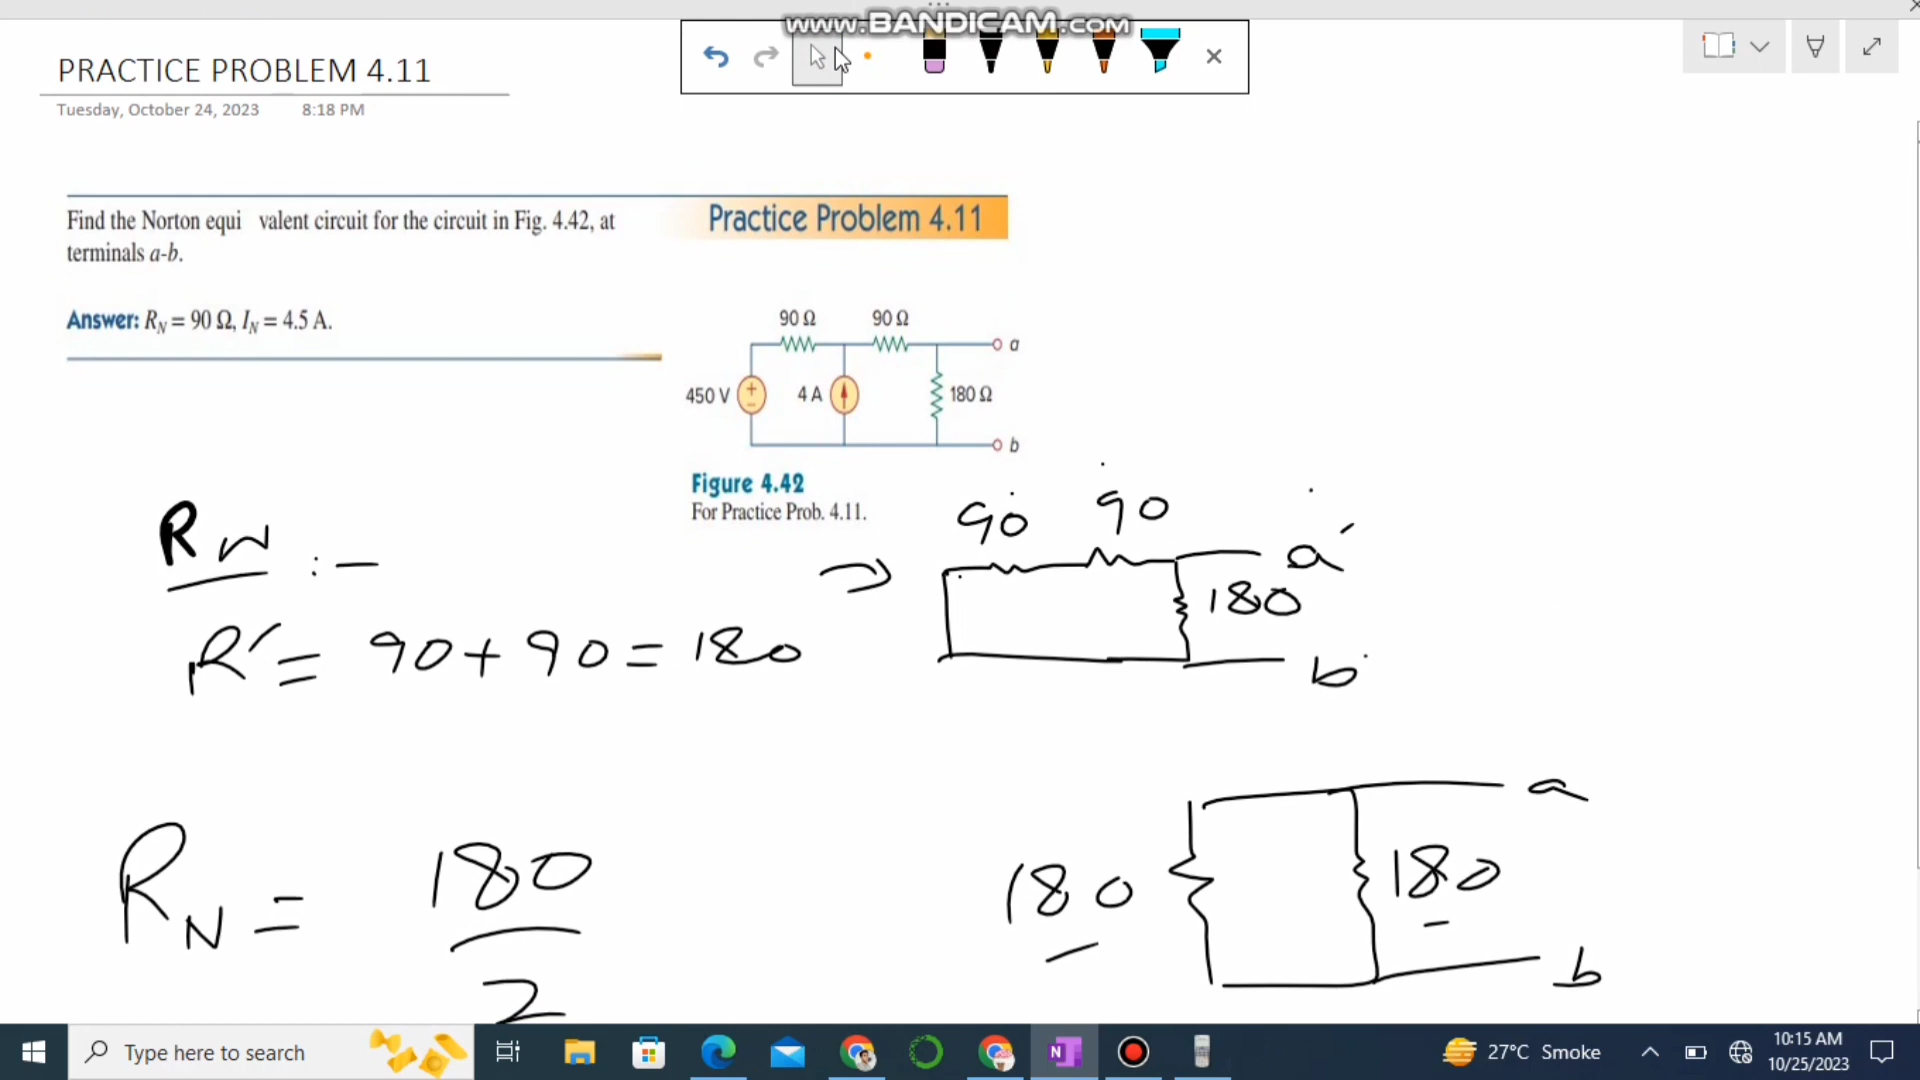 www.BANDICAM.com
PRACTICE PROBLEM 4.11
Tuesday, October 24, 2023 8:18 PM
Find the Norton equi valent circuit for the circuit in Fig. 4.42, at
terminals a-b.
Practice Problem 4.11
Answer: R_N = 90 Ω, I_N = 4.5 A.
90 Ω 90 Ω
a
450 V + − 4 A 180 Ω
b
Figure 4.42
For Practice Prob. 4.11.
R_N :–
90 90
a
180
b
R' = 90 + 90 = 180
a
R_N = 180
2
180 180
b
Type here to search
27°C Smoke
10:15 AM
10/25/2023